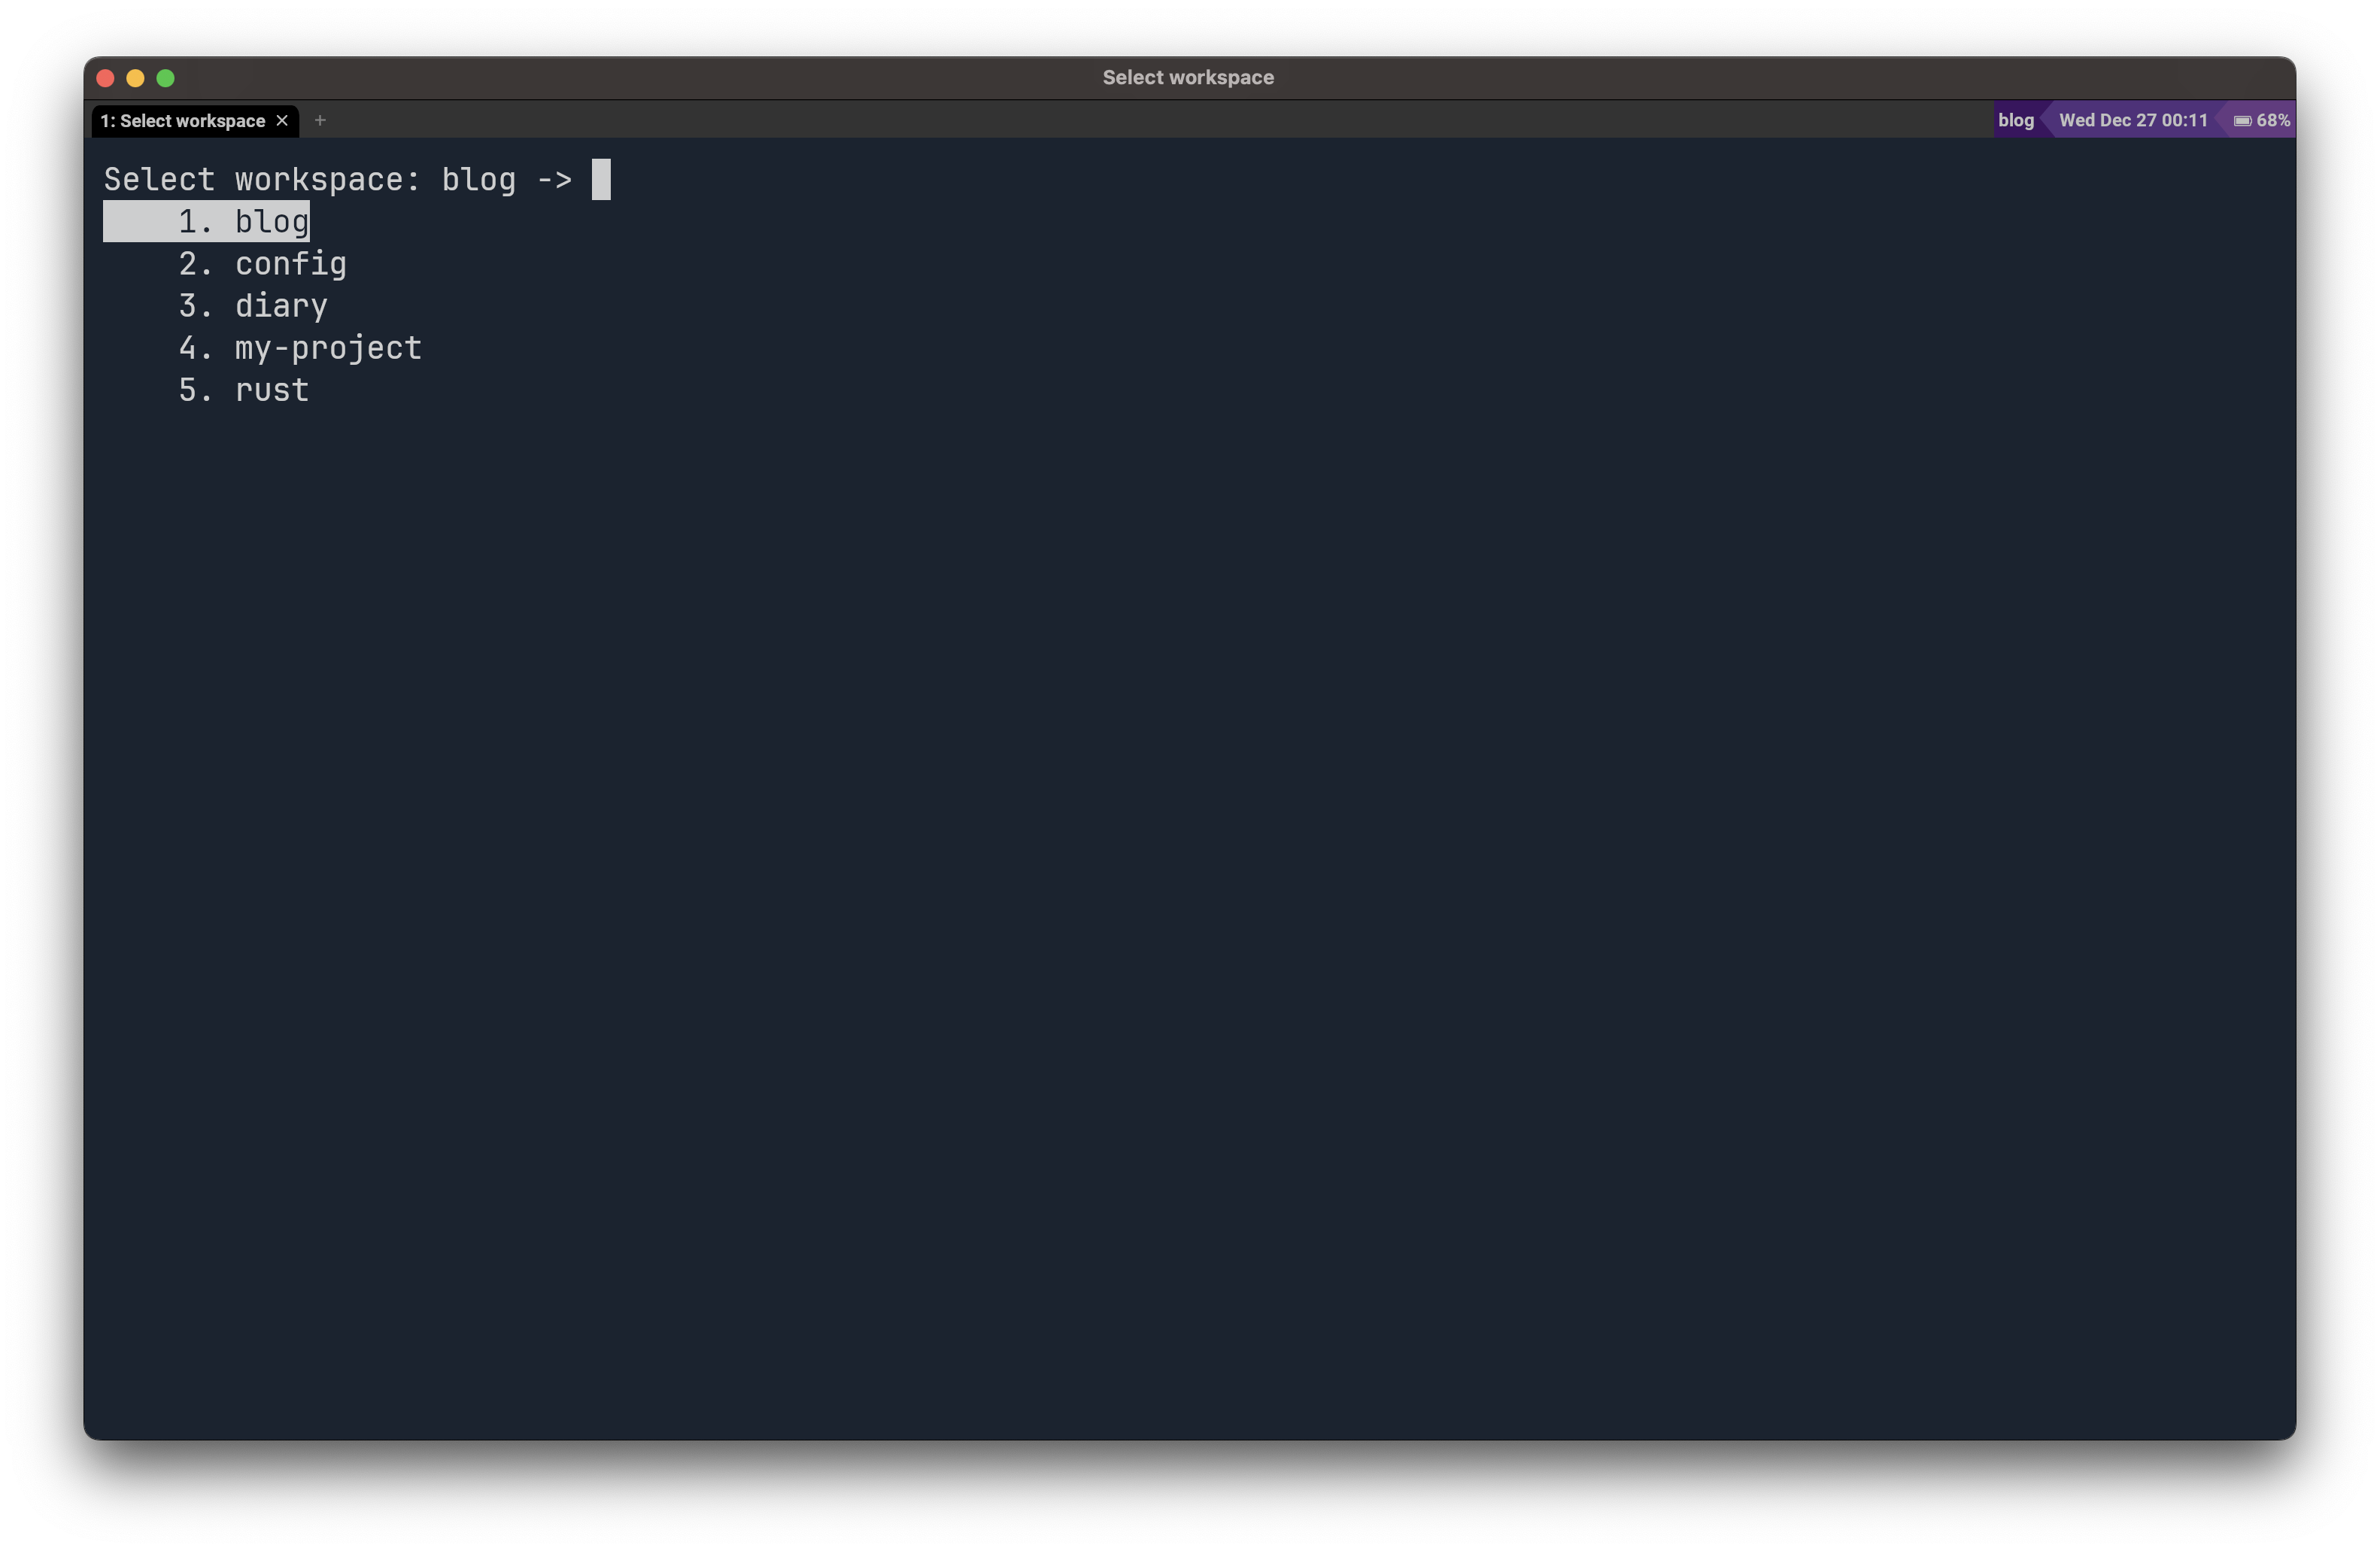 Select workspace
1: Select workspace × + blog Wed Dec 27 00:11 68%
Select workspace: blog ->
1. blog
2. config
3. diary
4. my-project
5. rust